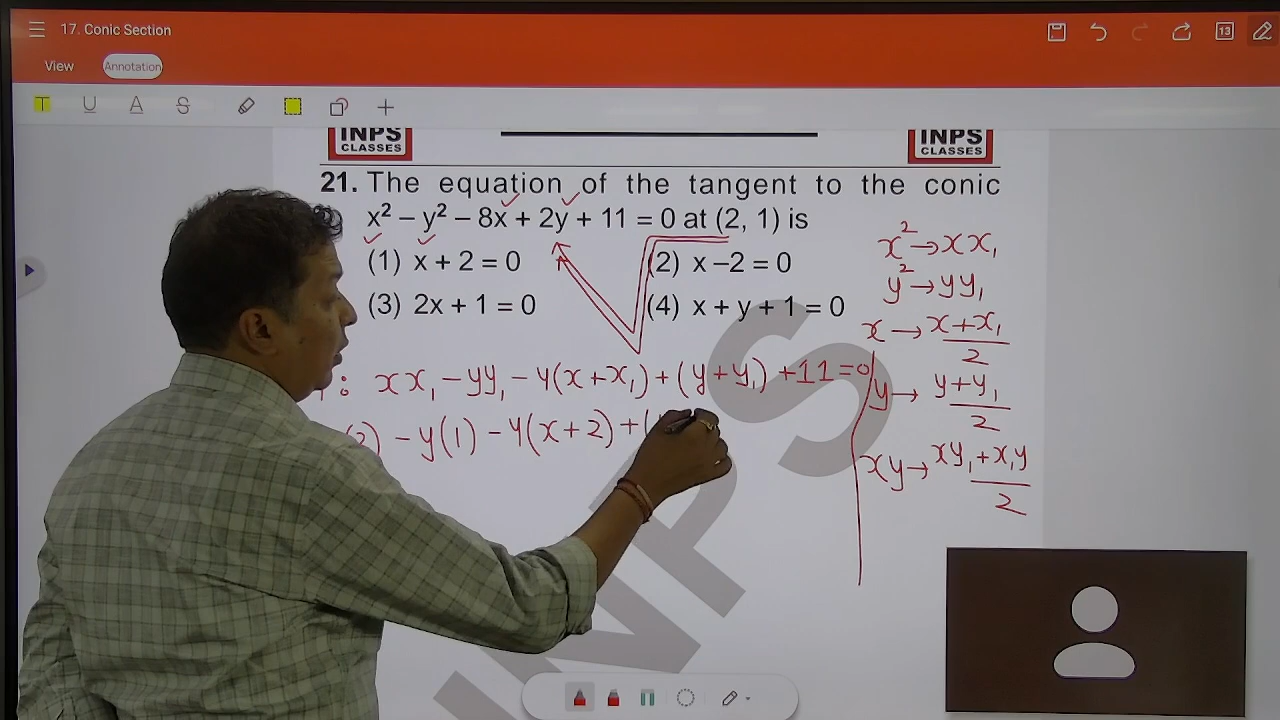 17. Conic Section
13
View
Annotation
T U A S
INPS
CLASSES
INPS
CLASSES
21. The equation of the tangent to the conic
x² – y² – 8x + 2y + 11 = 0 at (2, 1) is
(1) x + 2 = 0
(2) x –2 = 0
(3) 2x + 1 = 0
(4) x + y + 1 = 0
: xx₁ – yy₁ – 4(x+x₁) + (y+y₁) + 11 = 0
2) – y(1) – 4(x+2) + (
x² → xx₁
y² → yy₁
x → x+x₁/2
y → y+y₁/2
xy → xy₁+x₁y/2
INPS